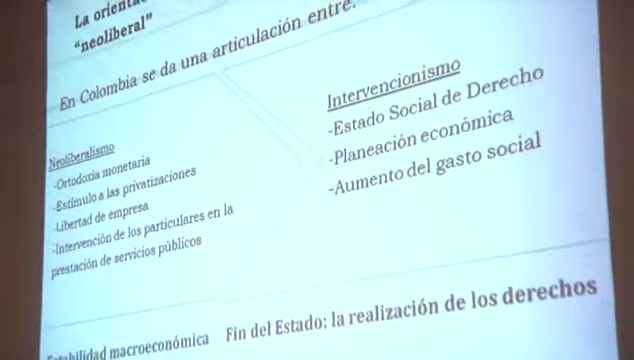 La
“neoliberal”
En Colombia se da una articulación entre:
Neoliberalismo
-Ortodoxia monetaria
-Estímulo a las privatizaciones
-Libertad de empresa
-Intervención de los particulares en la
prestación de servicios públicos
Intervencionismo
-Estado Social de Derecho
-Planeación económica
-Aumento del gasto social
macroeconómica
Fin del Estado: la realización de los derechos